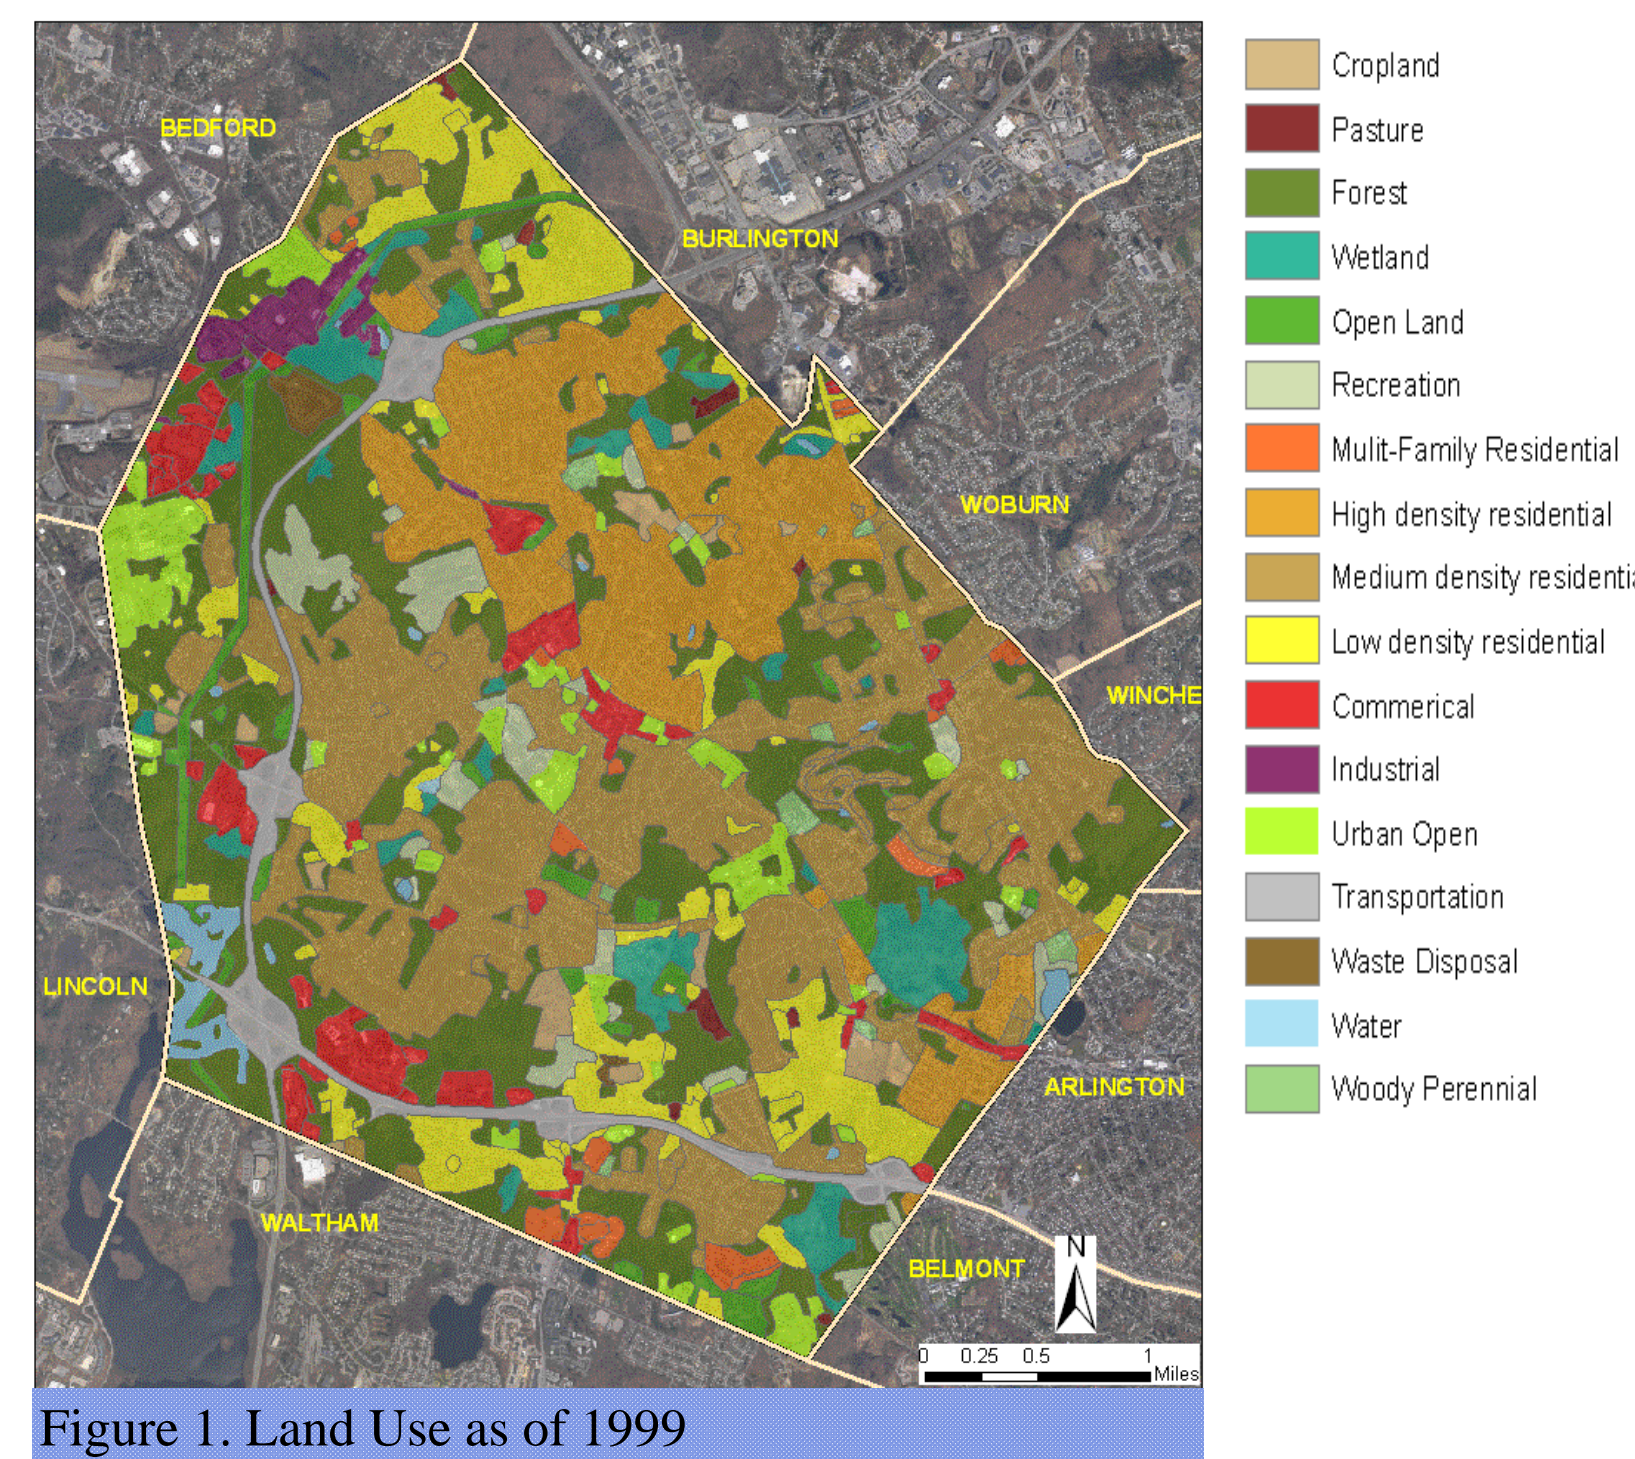 BEDFORD
BURLINGTON
WOBURN
WINCHE
LINCOLN
ARLINGTON
WALTHAM
BELMONT
N
0 0.25 0.5 1
Miles
Cropland
Pasture
Forest
Wetland
Open Land
Recreation
Mulit-Family Residential
High density residential
Medium density residentia
Low density residential
Commerical
Industrial
Urban Open
Transportation
Waste Disposal
Water
Woody Perennial
Figure 1. Land Use as of 1999